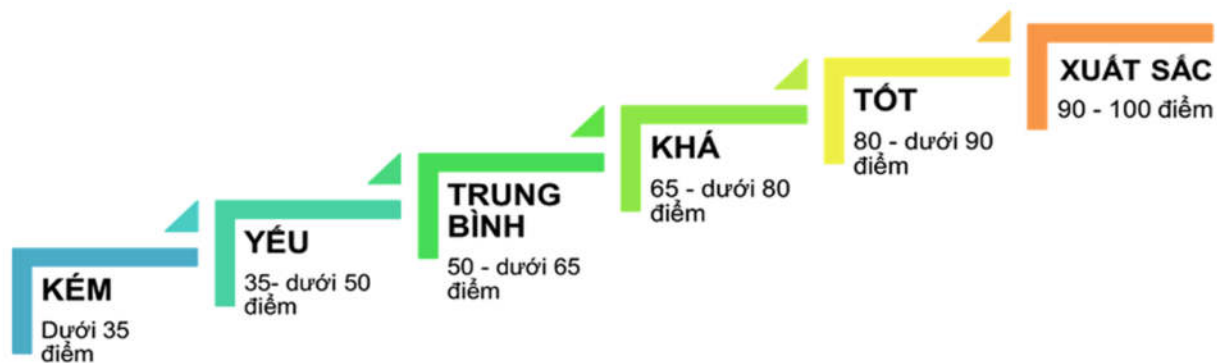 KÉM
Dưới 35
điểm
YẾU
35- dưới 50
điểm
TRUNG
BÌNH
50 - dưới 65
điểm
KHÁ
65 - dưới 80
điểm
TỐT
80 - dưới 90
điểm
XUẤT SẮC
90 - 100 điểm